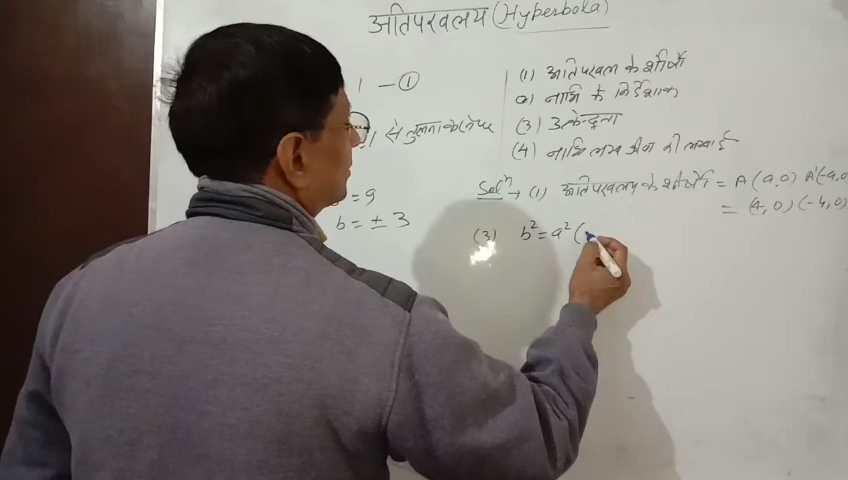 अतिपरवलय (Hyperbola)
1 — ①
1 से तुलना करने पर
= 9
b = ± 3
(1) अतिपरवलय के शीर्षों
(2) नाभि के निर्देशांक
(3) उत्केन्द्रता
(4) नाभिलम्ब जीवा की लम्बाई
Solⁿ → (1) अतिपरवलय के शीर्षों = A (a,0) A'(-a,0
= (4,0) (-4,0)
(3) b² = a² (